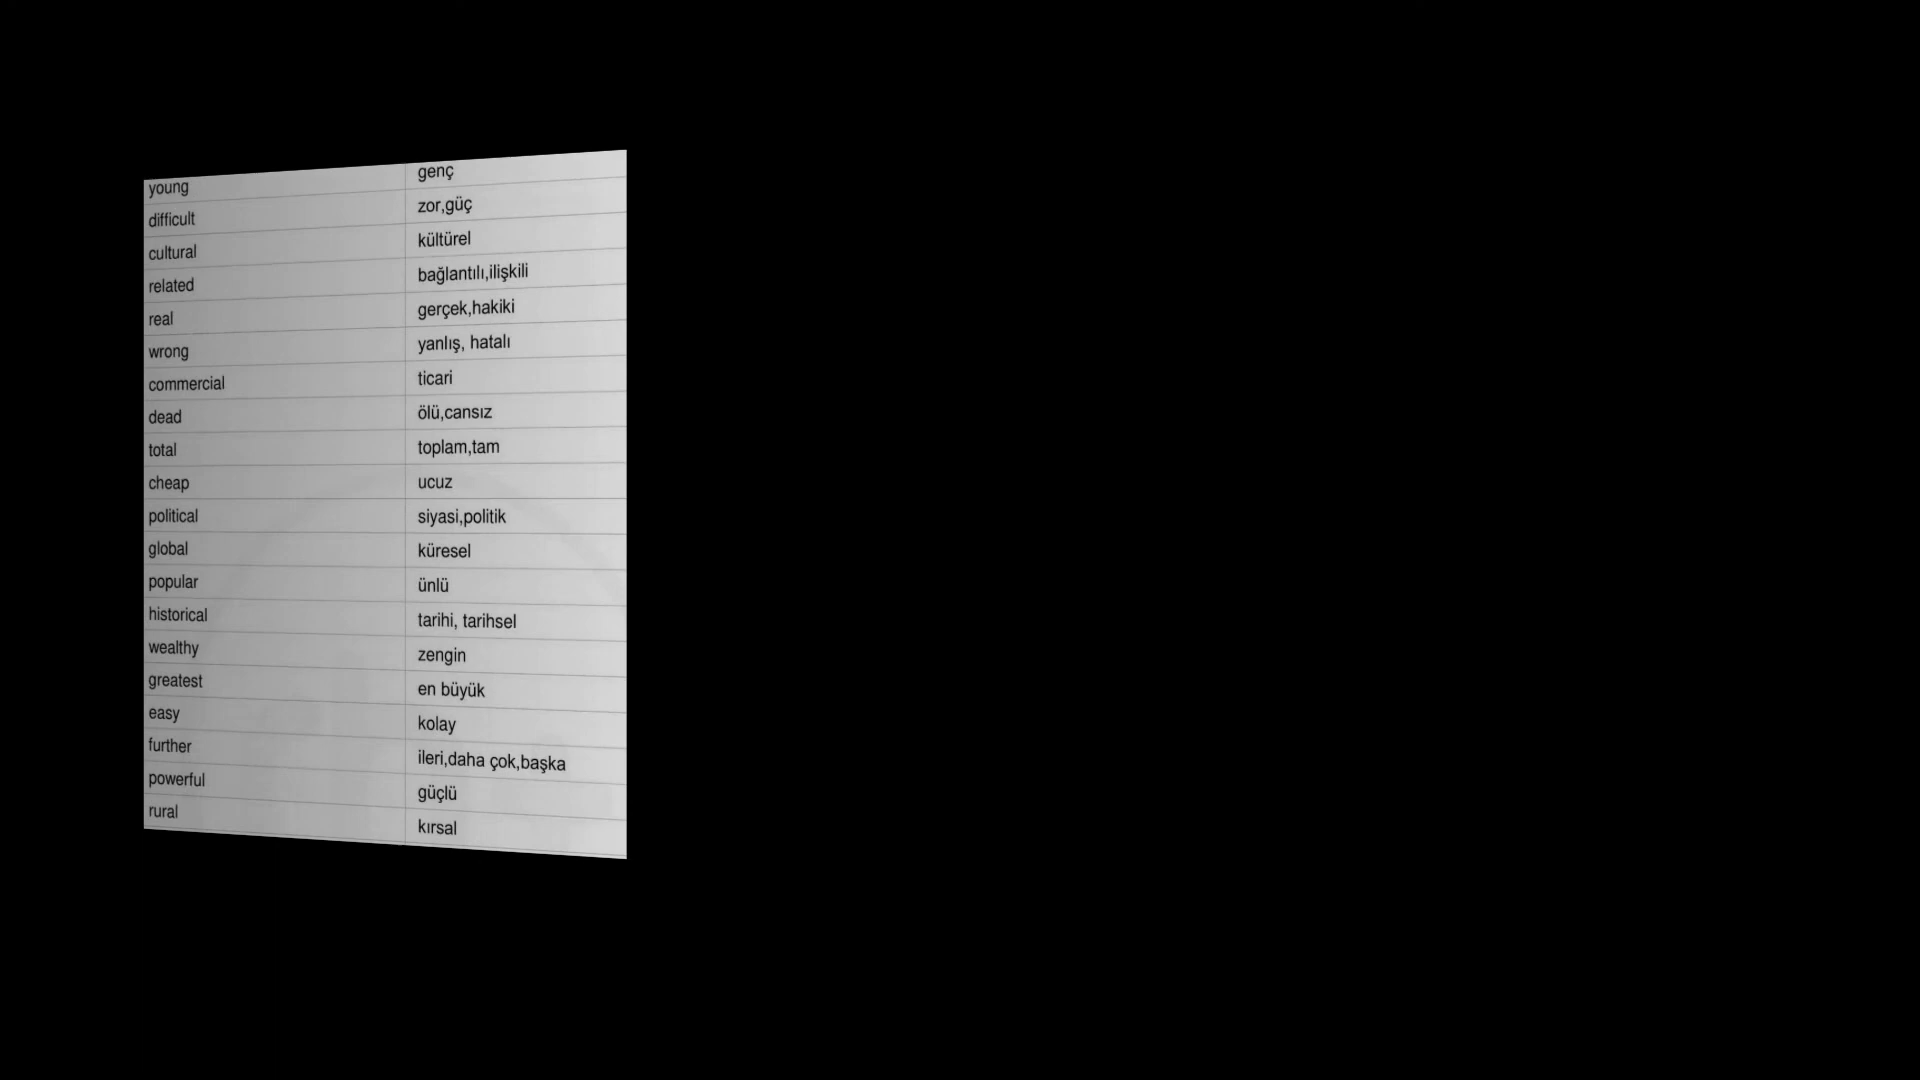 young genç
difficult zor,güç
cultural kültürel
related bağlantılı,ilişkili
real gerçek,hakiki
wrong yanlış, hatalı
commercial ticari
dead ölü,cansız
total toplam,tam
cheap ucuz
political siyasi,politik
global küresel
popular ünlü
historical tarihi, tarihsel
wealthy zengin
greatest en büyük
easy kolay
further ileri,daha çok,başka
powerful güçlü
rural kırsal